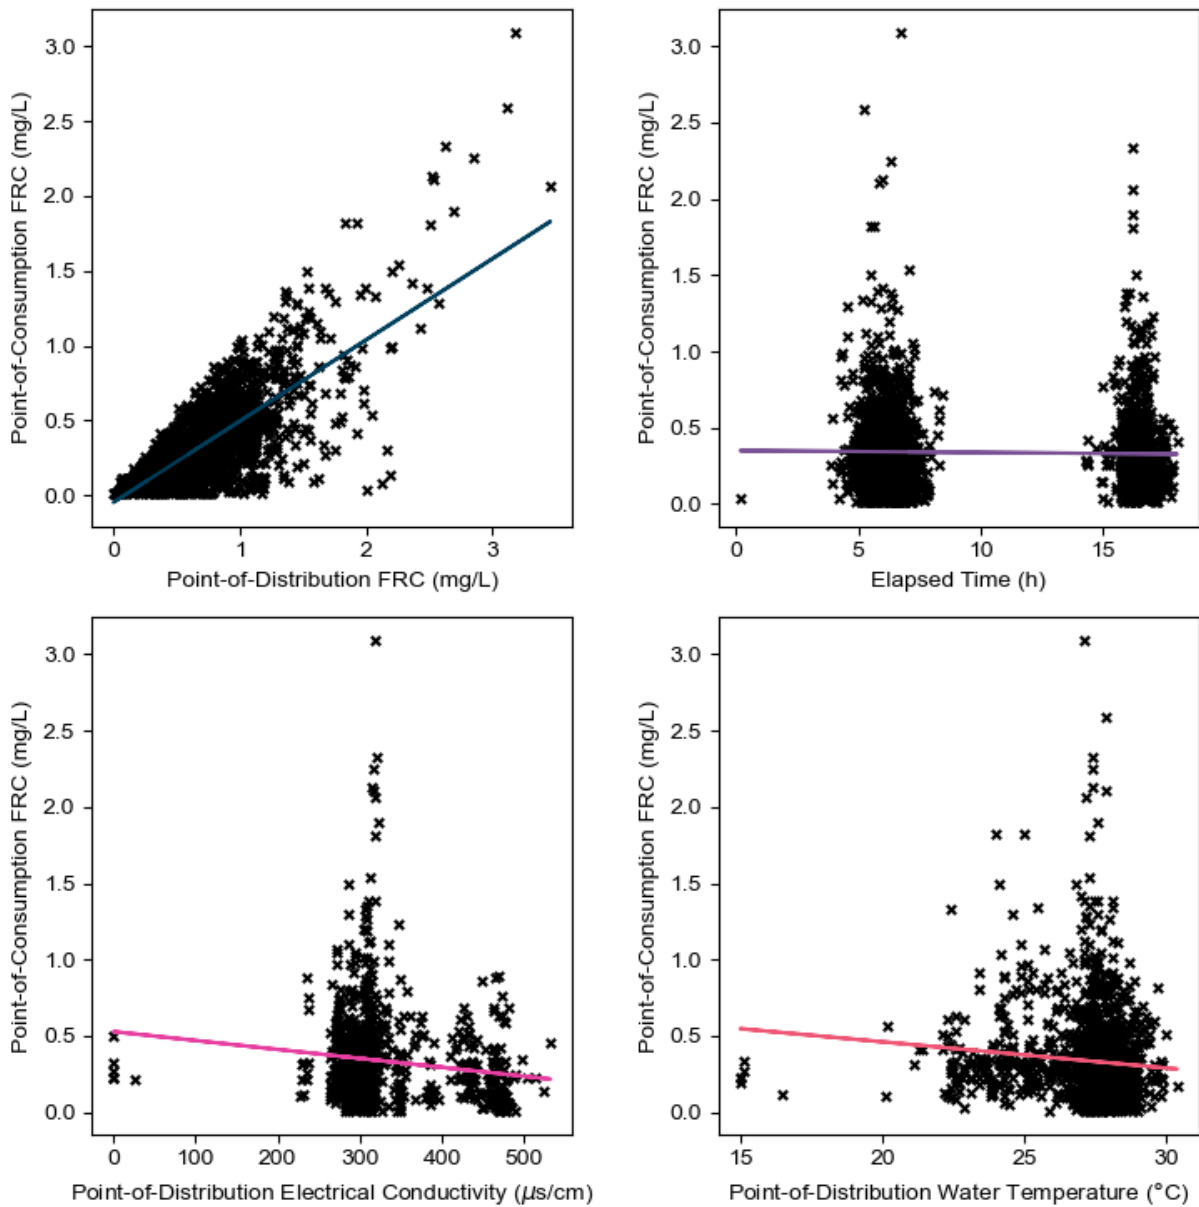 Point-of-Consumption FRC (mg/L)
3.0
2.5
2.0
1.5
1.0
0.5
0.0
0 1 2 3
Point-of-Distribution FRC (mg/L)
Point-of-Consumption FRC (mg/L)
3.0
2.5
2.0
1.5
1.0
0.5
0.0
0 5 10 15
Elapsed Time (h)
Point-of-Consumption FRC (mg/L)
3.0
2.5
2.0
1.5
1.0
0.5
0.0
0 100 200 300 400 500
Point-of-Distribution Electrical Conductivity (μs/cm)
Point-of-Consumption FRC (mg/L)
3.0
2.5
2.0
1.5
1.0
0.5
0.0
15 20 25 30
Point-of-Distribution Water Temperature (°C)